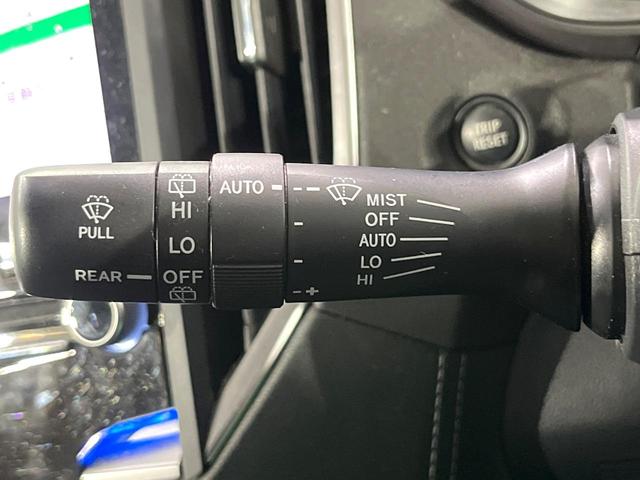 PULL
REAR
HI
LO
OFF
AUTO
- +
MIST
OFF
AUTO
LO
HI
TRIP
RESET